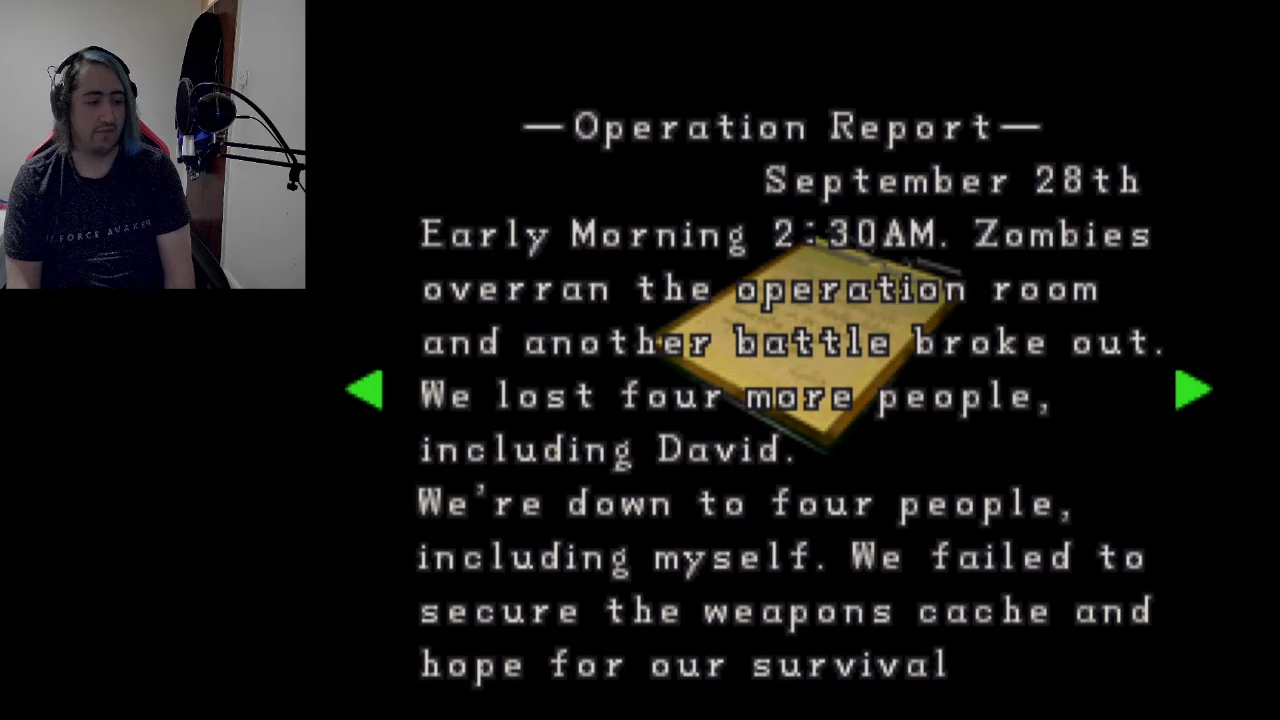 FORCE AWAKEN
—Operation Report—
September 28th
Early Morning 2:30AM. Zombies
overran the operation room
and another battle broke out.
We lost four more people,
including David.
We're down to four people,
including myself. We failed to
secure the weapons cache and
hope for our survival